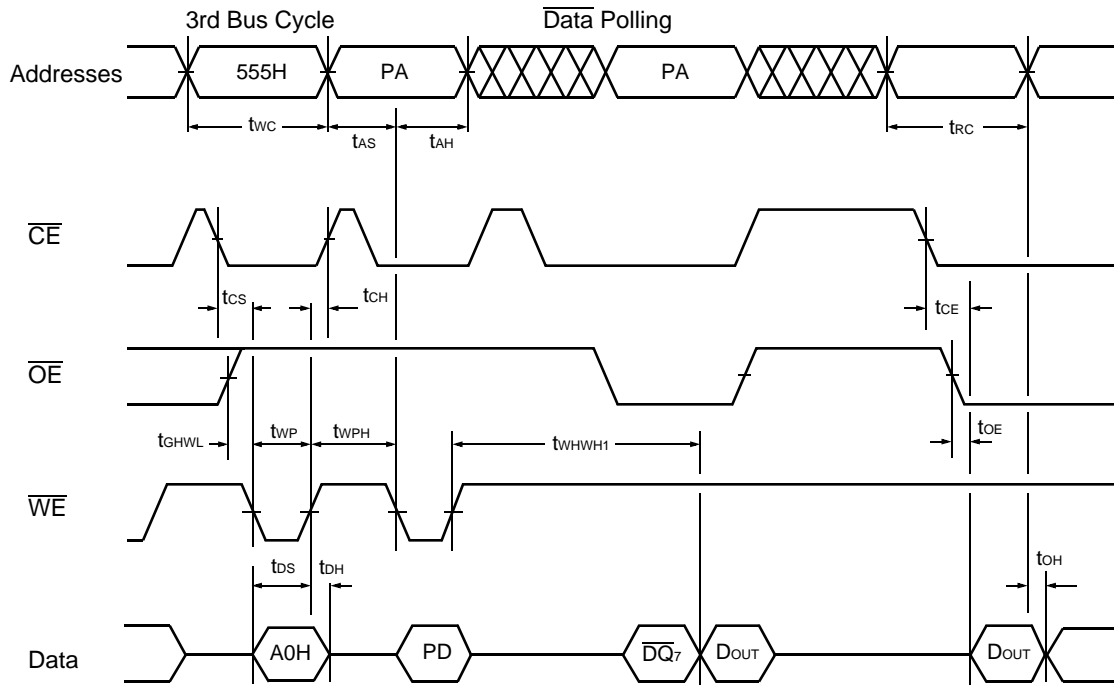 3rd Bus Cycle
Data Polling
Addresses
555H
PA
PA
tWC
tAS
tAH
tRC
CE
tCS
tCH
tCE
OE
tGHWL
tWP
tWPH
tWHWH1
tOE
WE
tDS
tDH
tOH
Data
A0H
PD
DQ7
DOUT
DOUT